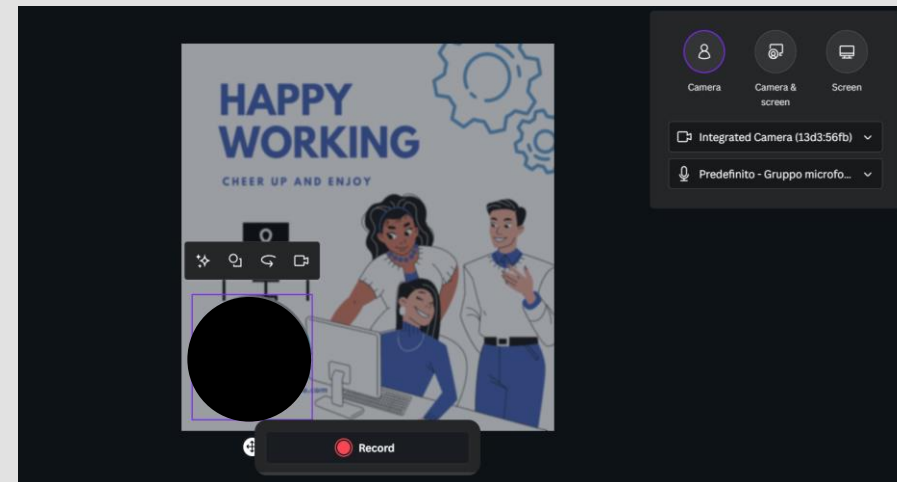 HAPPY
WORKING
CHEER UP AND ENJOY
Camera
Camera &
screen
Screen
Integrated Camera (13d3:56fb)
Predefinito - Gruppo microfo...
Record